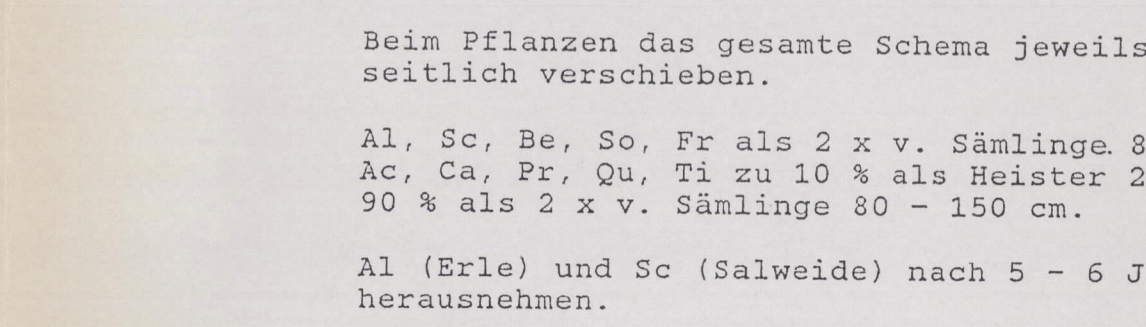 Beim Pflanzen das gesamte Schema jeweils
seitlich verschieben.
Al, Sc, Be, So, Fr als 2 x v. Sämlinge. 8
Ac, Ca, Pr, Qu, Ti zu 10 % als Heister 2
90 % als 2 x v. Sämlinge 80 - 150 cm.
Al (Erle) und Sc (Salweide) nach 5 - 6 J
herausnehmen.